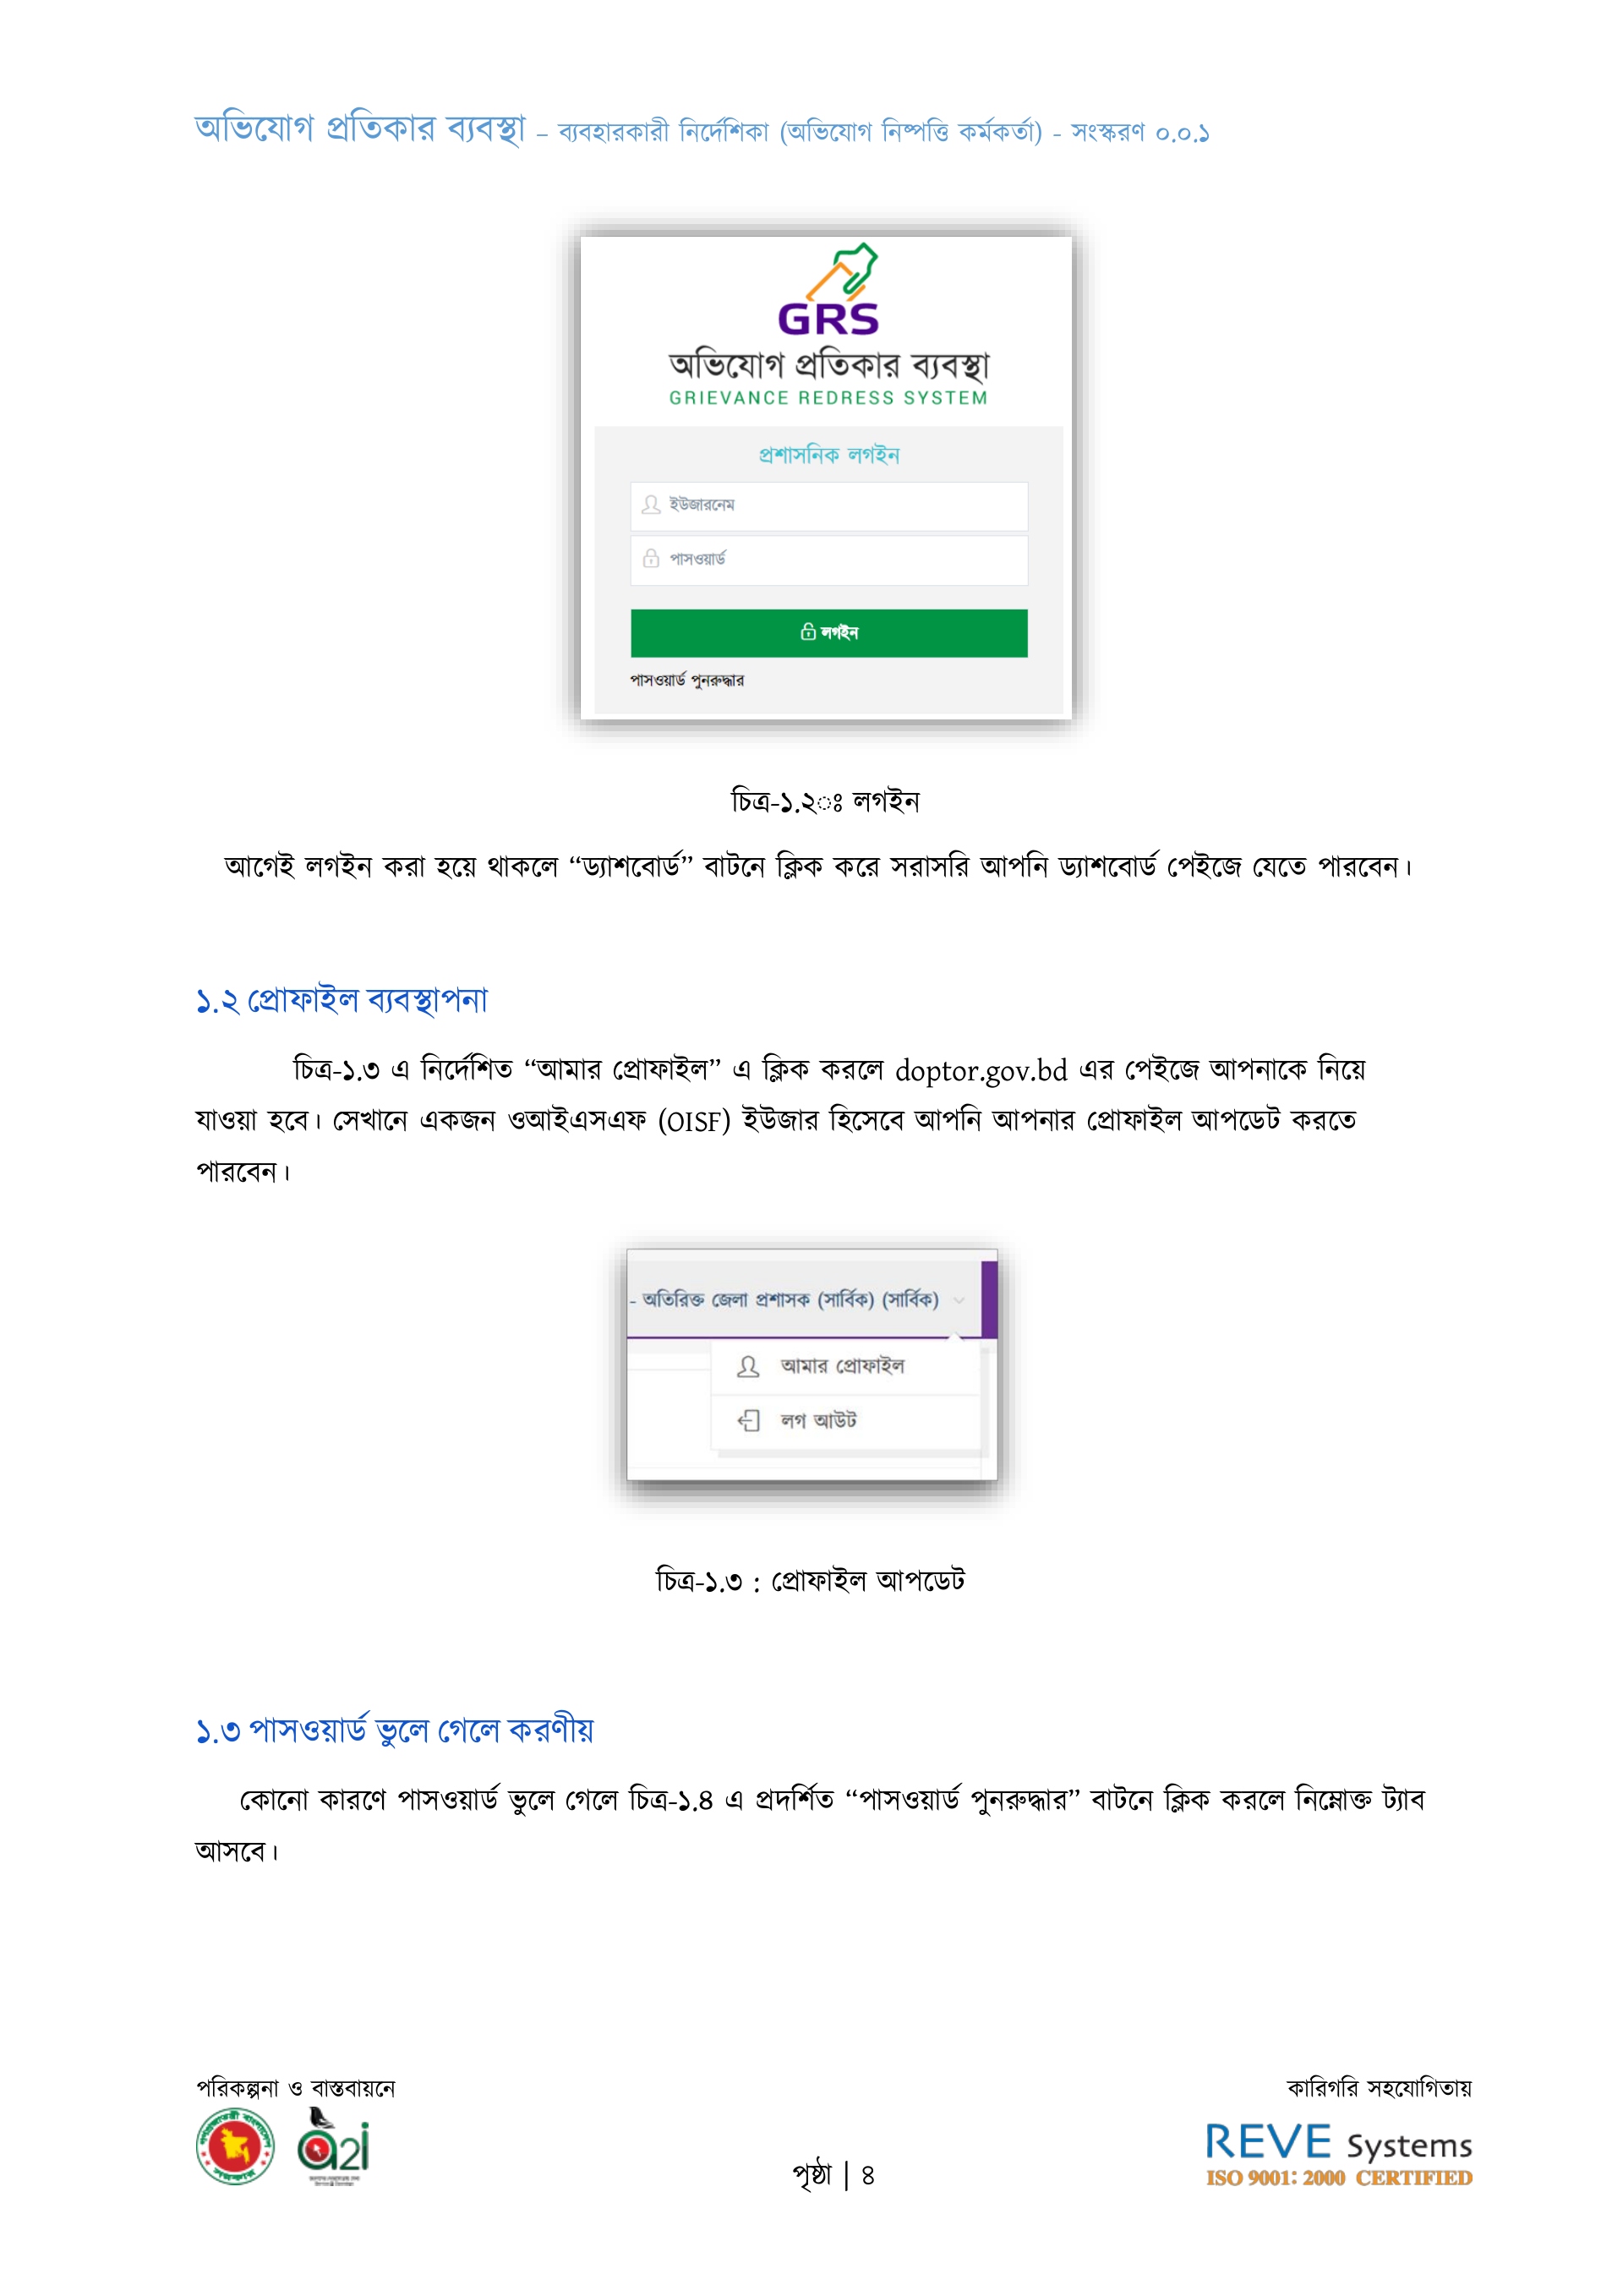 অভিযোগ প্রতিকার ব্যবস্থা – ব্যবহারকারী নির্দেশিকা (অভিযোগ নিষ্পত্তি কর্মকর্তা) - সংস্করণ ০.০.১
GRS
অভিযোগ প্রতিকার ব্যবস্থা
GRIEVANCE REDRESS SYSTEM
প্রশাসনিক লগইন
ইউজারনেম
পাসওয়ার্ড
লগইন
পাসওয়ার্ড পুনরুদ্ধার
চিত্র-১.২ঃ লগইন
আগেই লগইন করা হয়ে থাকলে “ড্যাশবোর্ড” বাটনে ক্লিক করে সরাসরি আপনি ড্যাশবোর্ড পেইজে যেতে পারবেন।
১.২ প্রোফাইল ব্যবস্থাপনা
চিত্র-১.৩ এ নির্দেশিত “আমার প্রোফাইল” এ ক্লিক করলে doptor.gov.bd এর পেইজে আপনাকে নিয়ে
যাওয়া হবে। সেখানে একজন ওআইএসএফ (OISF) ইউজার হিসেবে আপনি আপনার প্রোফাইল আপডেট করতে
পারবেন।
- অতিরিক্ত জেলা প্রশাসক (সার্বিক) (সার্বিক)
আমার প্রোফাইল
লগ আউট
চিত্র-১.৩ : প্রোফাইল আপডেট
১.৩ পাসওয়ার্ড ভুলে গেলে করণীয়
কোনো কারণে পাসওয়ার্ড ভুলে গেলে চিত্র-১.৪ এ প্রদর্শিত “পাসওয়ার্ড পুনরুদ্ধার” বাটনে ক্লিক করলে নিম্নোক্ত ট্যাব
আসবে।
পরিকল্পনা ও বাস্তবায়নে
কারিগরি সহযোগিতায়
a2i
REVE Systems
ISO 9001: 2000 CERTIFIED
পৃষ্ঠা | ৪